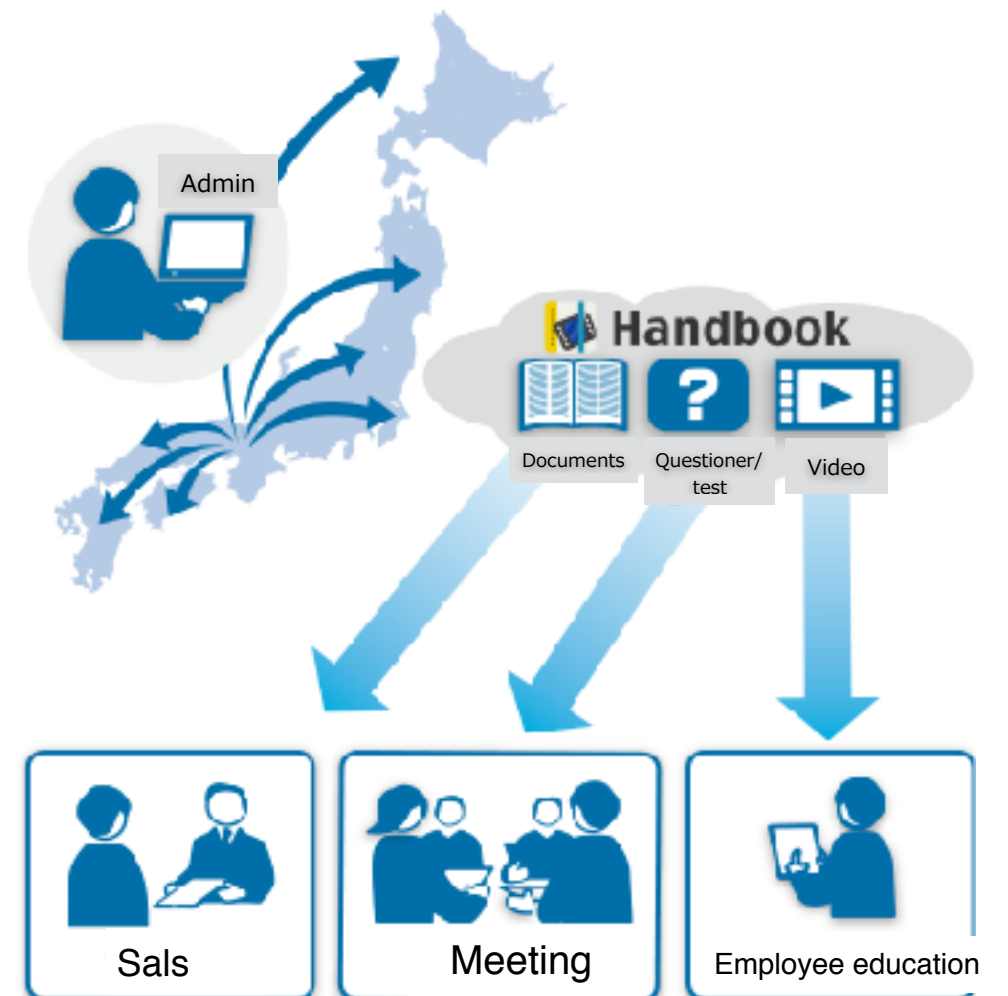 Admin
Handbook
Documents
Questioner/
test
Video
Sals
Meeting
Employee education